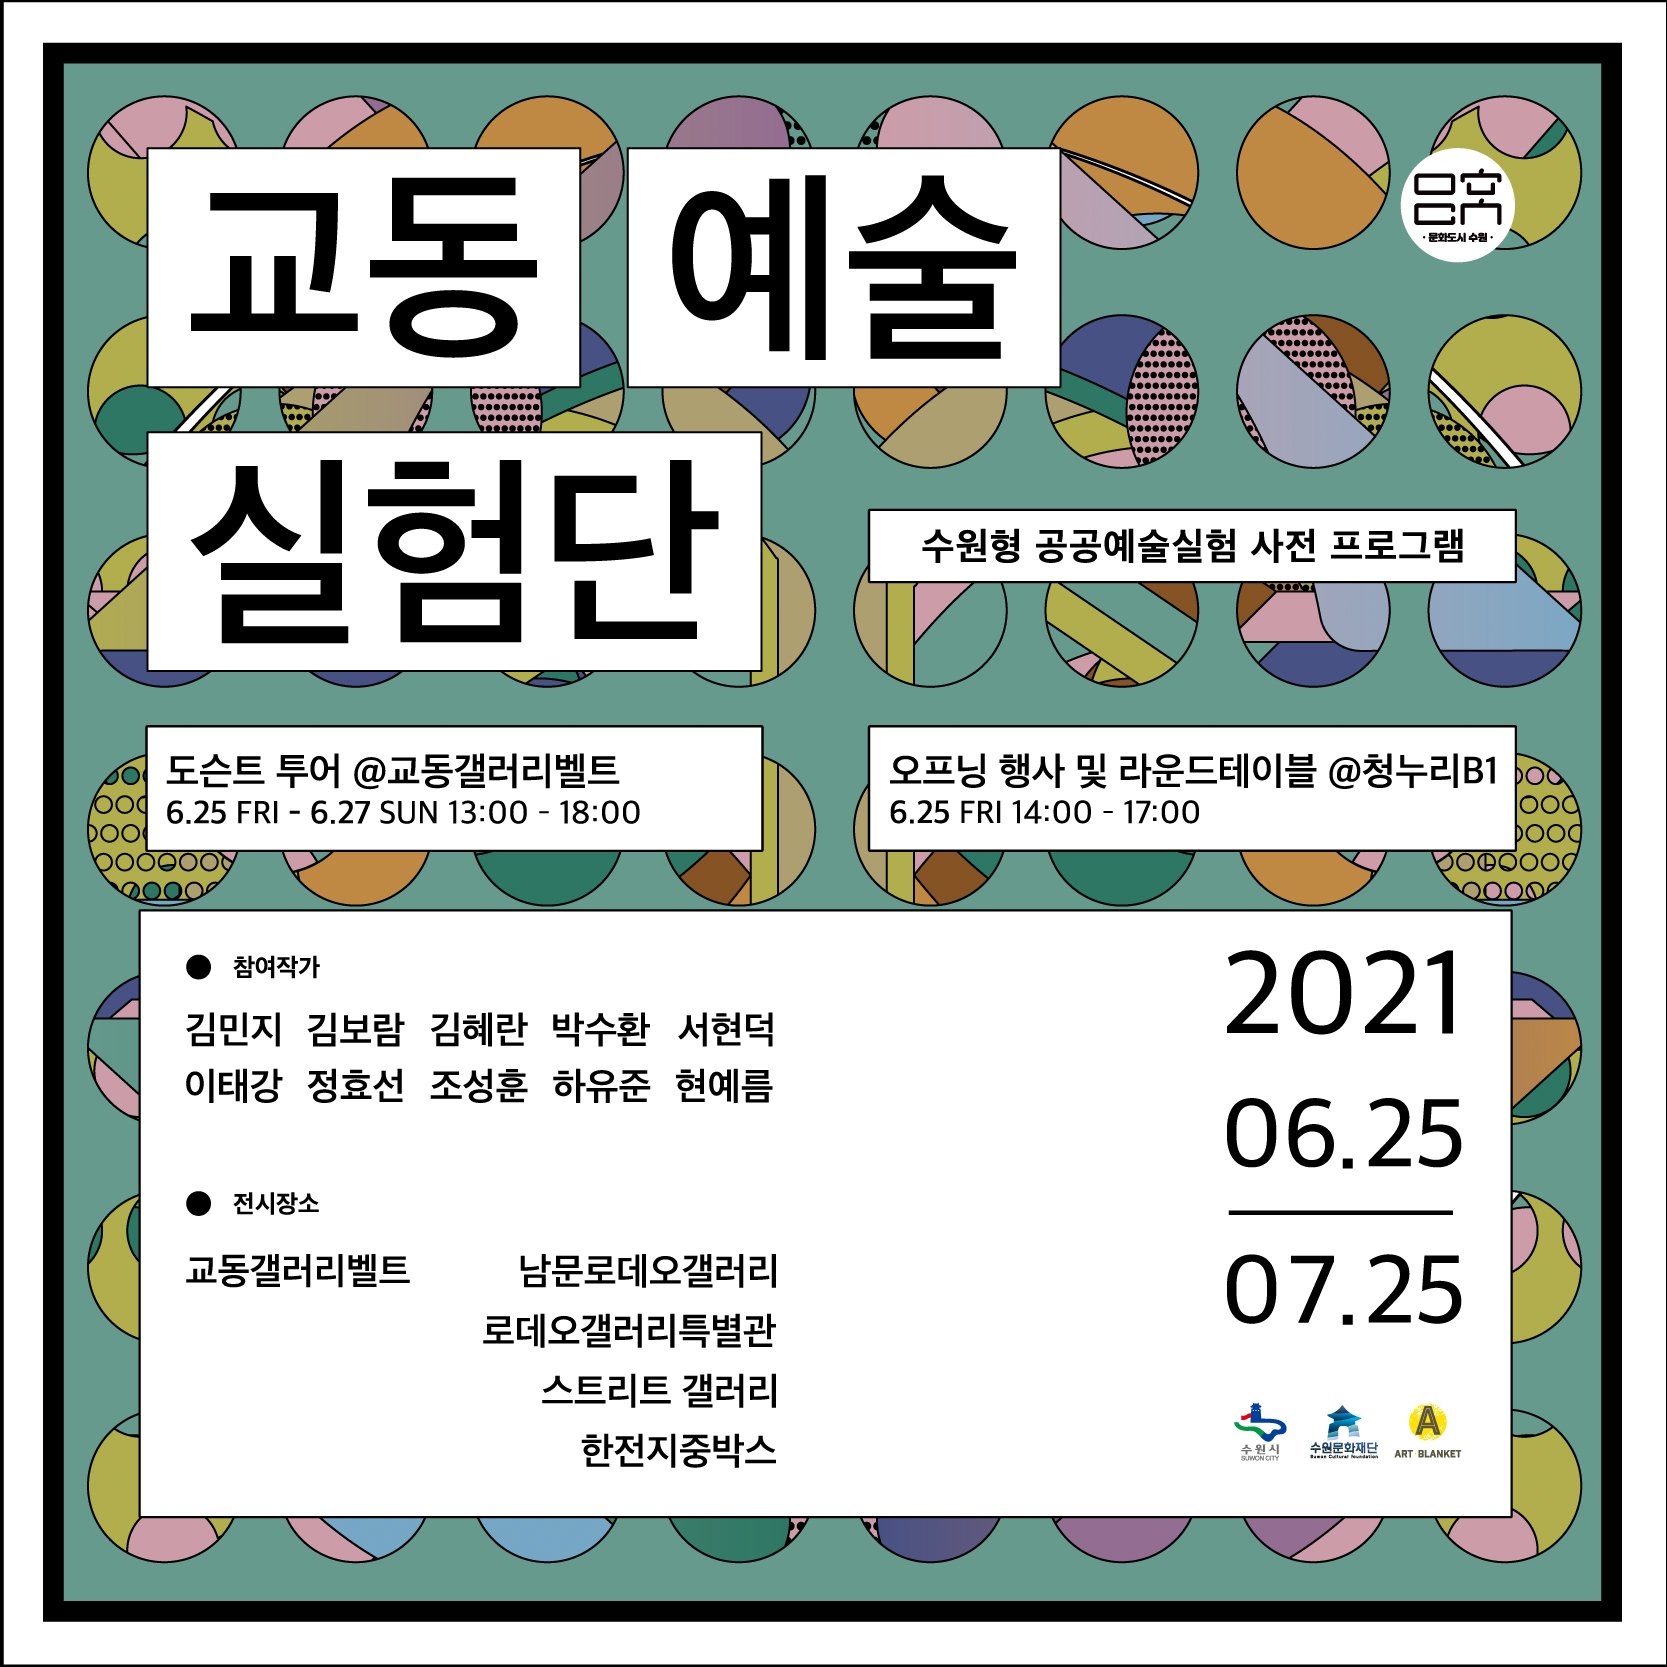 교동 예술
실험단
·문화도시 수원·
수원형 공공예술실험 사전 프로그램
도슨트 투어 @교동갤러리벨트
6.25 FRI - 6.27 SUN 13:00 - 18:00
오프닝 행사 및 라운드테이블 @청누리B1
6.25 FRI 14:00 - 17:00
● 참여작가
김민지 김보람 김혜란 박수환 서현덕
이태강 정효선 조성훈 하유준 현예름
● 전시장소
교동갤러리벨트 남문로데오갤러리
로데오갤러리특별관
스트리트 갤러리
한전지중박스
2021
06.25
07.25
수원시
SUWON CITY
수원문화재단
Suwon Cultural Foundation
A
ART BLANKET